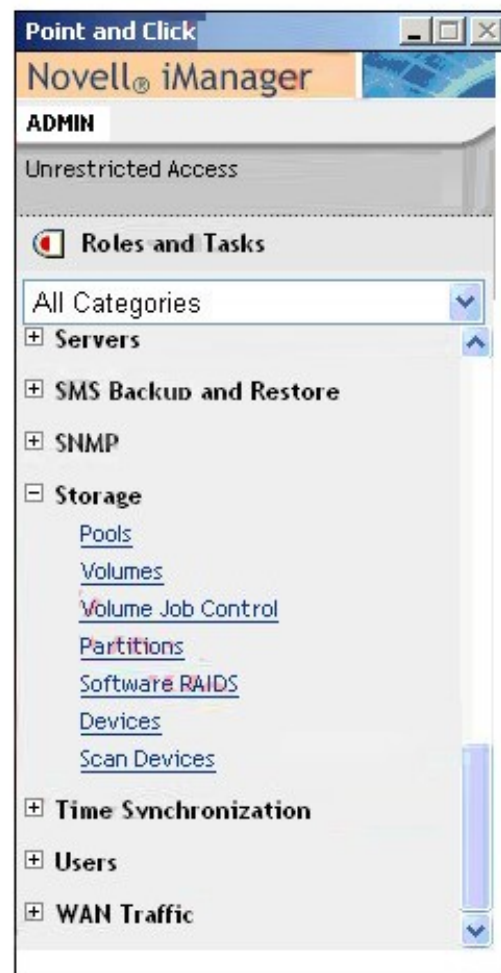 Point and Click
Novell® iManager
ADMIN
Unrestricted Access
Roles and Tasks
All Categories
Servers
SMS Backup and Restore
SNMP
Storage
Pools
Volumes
Volume Job Control
Partitions
Software RAIDS
Devices
Scan Devices
Time Synchronization
Users
WAN Traffic